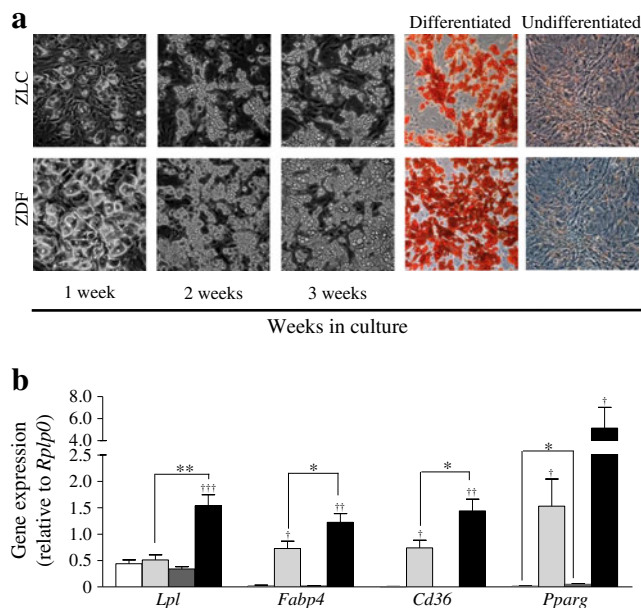 a
Differentiated Undifferentiated
ZLC
ZDF
1 week 2 weeks 3 weeks
Weeks in culture
b
Gene expression
(relative to Rplp0)
8.0
6.0
4.0
2.5
2.0
1.5
1.0
0.5
0
** * * *
††† † †† † †† † †
Lpl Fabp4 Cd36 Pparg